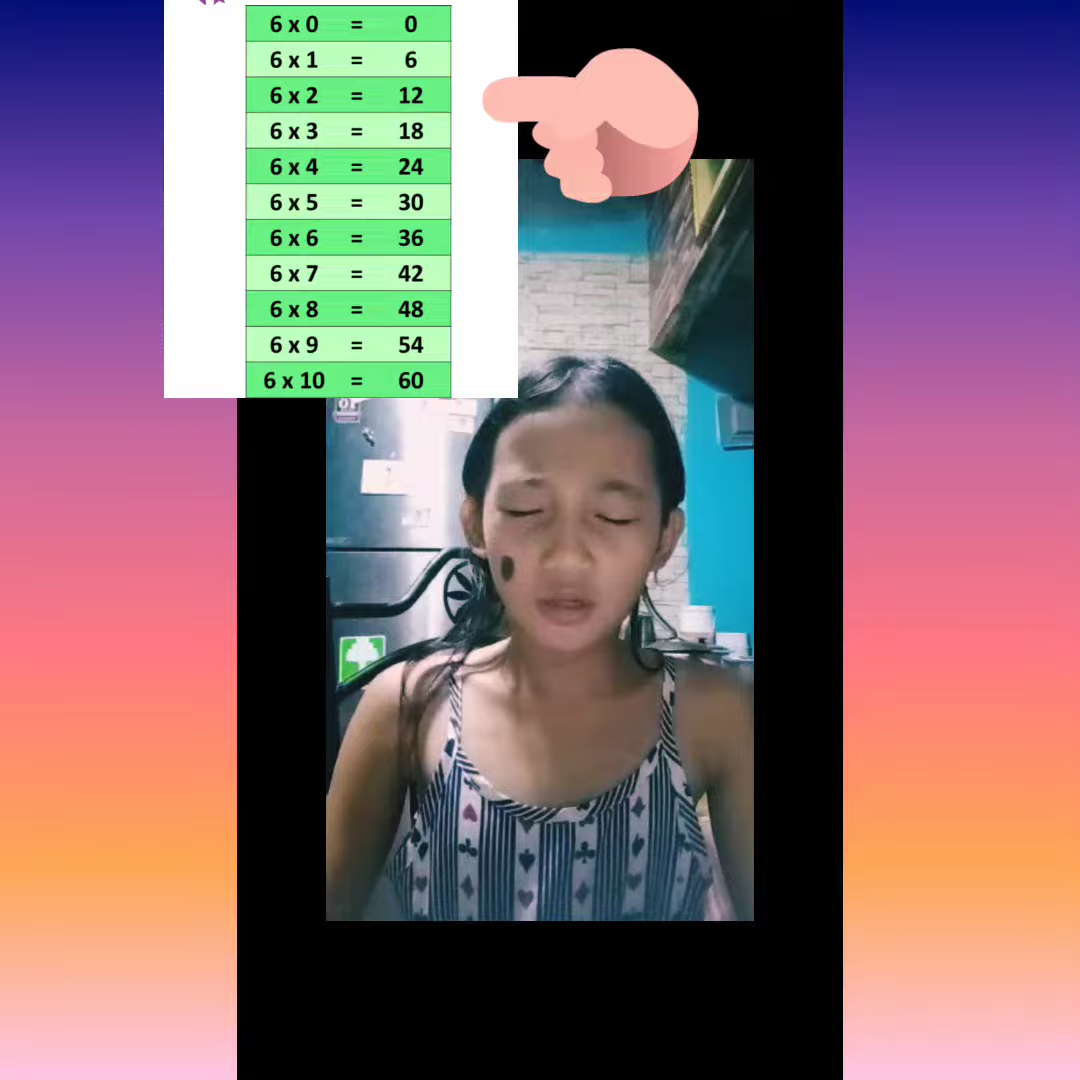 6 x 0 = 0
6 x 1 = 6
6 x 2 = 12
6 x 3 = 18
6 x 4 = 24
6 x 5 = 30
6 x 6 = 36
6 x 7 = 42
6 x 8 = 48
6 x 9 = 54
6 x 10 = 60